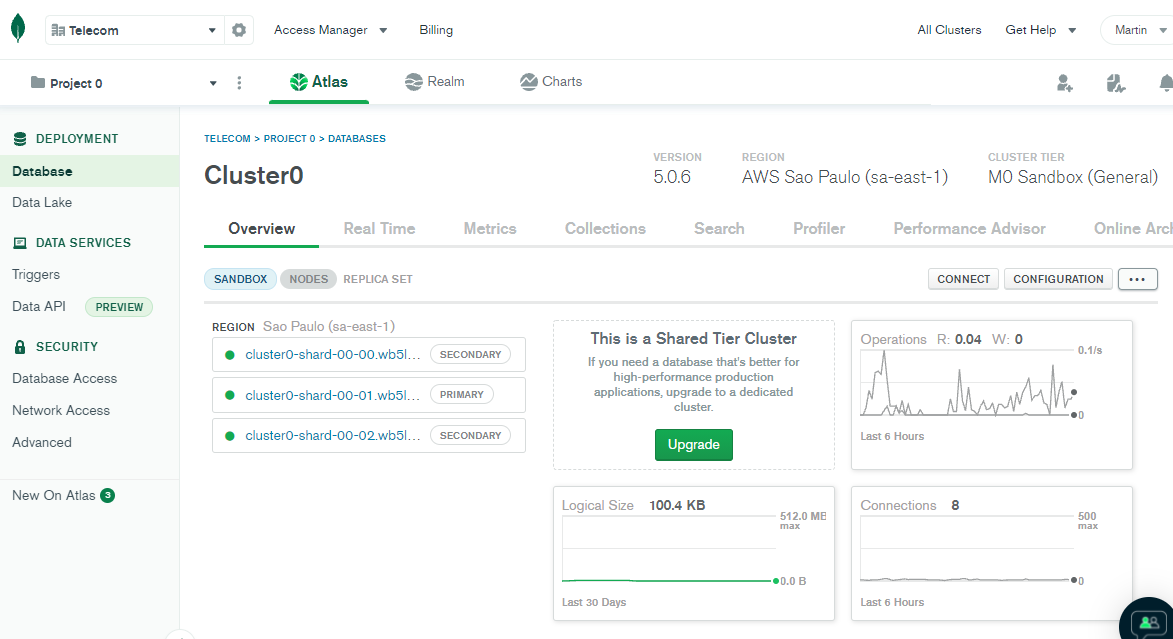 Telecom
Access Manager
Billing
All Clusters
Get Help
Martin
Project 0
Atlas
Realm
Charts
DEPLOYMENT
Database
Data Lake
DATA SERVICES
Triggers
Data API PREVIEW
SECURITY
Database Access
Network Access
Advanced
New On Atlas 3
TELECOM > PROJECT 0 > DATABASES
Cluster0
VERSION
5.0.6
REGION
AWS Sao Paulo (sa-east-1)
CLUSTER TIER
M0 Sandbox (General)
Overview
Real Time
Metrics
Collections
Search
Profiler
Performance Advisor
Online Arch
SANDBOX
NODES
REPLICA SET
CONNECT
CONFIGURATION
...
REGION Sao Paulo (sa-east-1)
cluster0-shard-00-00.wb5l... SECONDARY
cluster0-shard-00-01.wb5l... PRIMARY
cluster0-shard-00-02.wb5l... SECONDARY
This is a Shared Tier Cluster
If you need a database that's better for
high-performance production
applications, upgrade to a dedicated
cluster.
Upgrade
Operations R: 0.04 W: 0
0.1/s
0
Last 6 Hours
Logical Size 100.4 KB
512.0 MB
max
0.0 B
Last 30 Days
Connections 8
500
max
0
Last 6 Hours